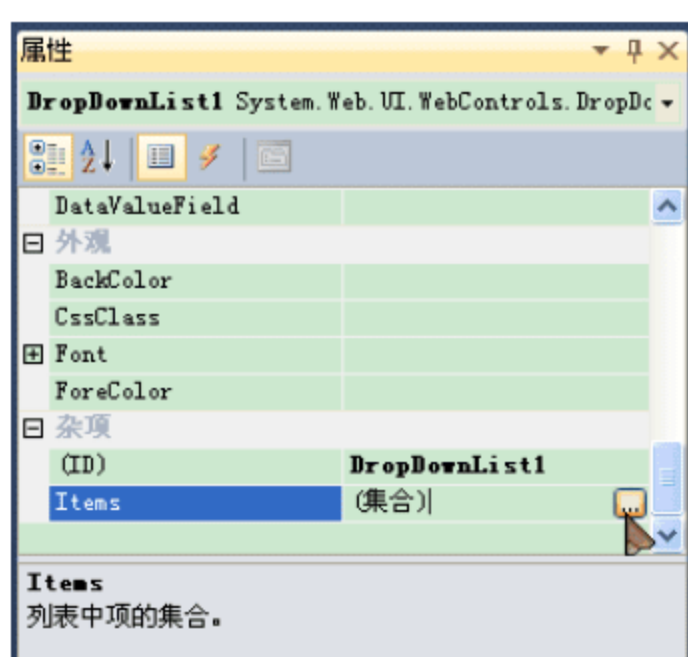 属性
DropDownList1 System.Web.UI.WebControls.DropDo
DataValueField
外观
BackColor
CssClass
Font
ForeColor
杂项
(ID) DropDownList1
Items (集合) ...
Items
列表中项的集合。